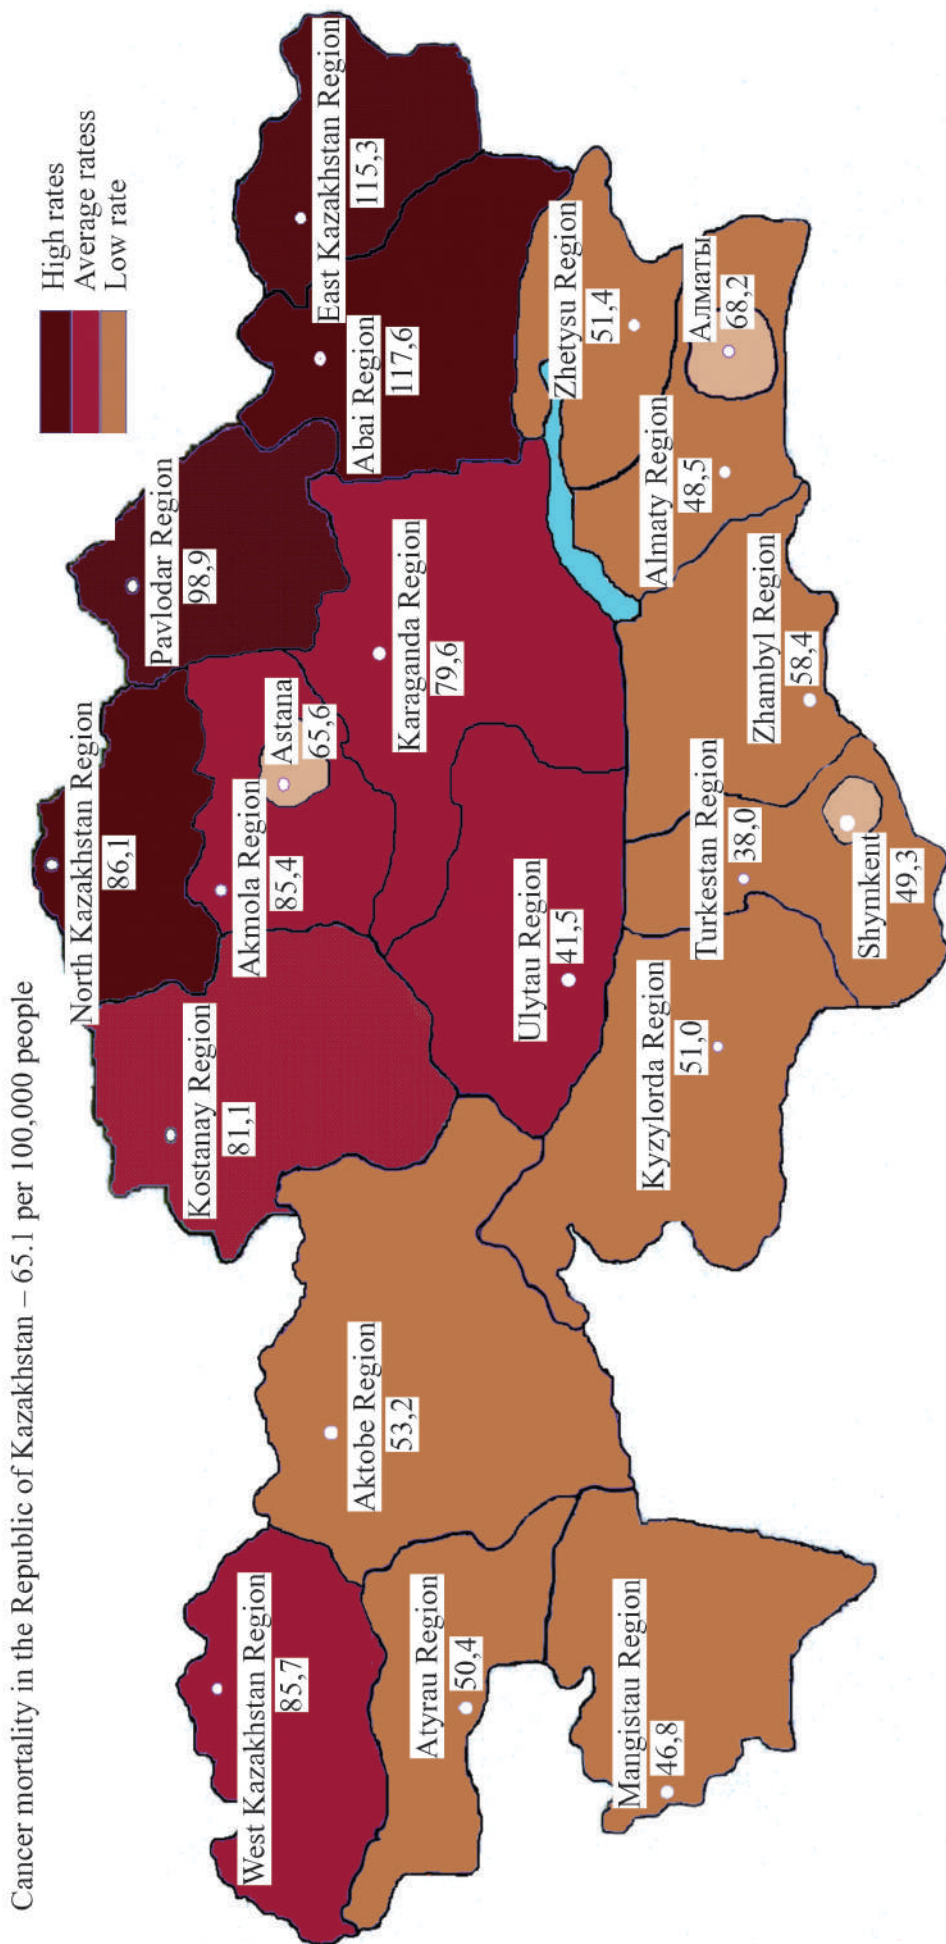 Cancer mortality in the Republic of Kazakhstan – 65.1 per 100,000 people
High rates
Average ratess
Low rate
North Kazakhstan Region
86,1
Pavlodar Region
98,9
Kostanay Region
81,1
Akmola Region
85,4
Astana
65,6
East Kazakhstan Region
115,3
Abai Region
117,6
West Kazakhstan Region
85,7
Aktobe Region
53,2
Karaganda Region
79,6
Atyrau Region
50,4
Ulytau Region
41,5
Zhetysu Region
51,4
Mangistau Region
46,8
Kyzylorda Region
51,0
Turkestan Region
38,0
Almaty Region
48,5
Алматы
68,2
Zhambyl Region
58,4
Shymkent
49,3